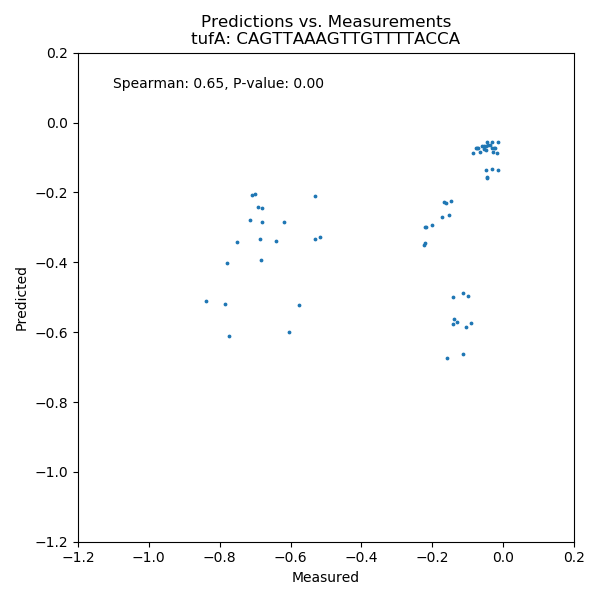 Predictions vs. Measurements
tufA: CAGTTAAAGTTGTTTTACCA
Spearman: 0.65, P-value: 0.00
0.2
0.0
−0.2
−0.4
−0.6
−0.8
−1.0
−1.2
Predicted
−1.2 −1.0 −0.8 −0.6 −0.4 −0.2 0.0 0.2
Measured